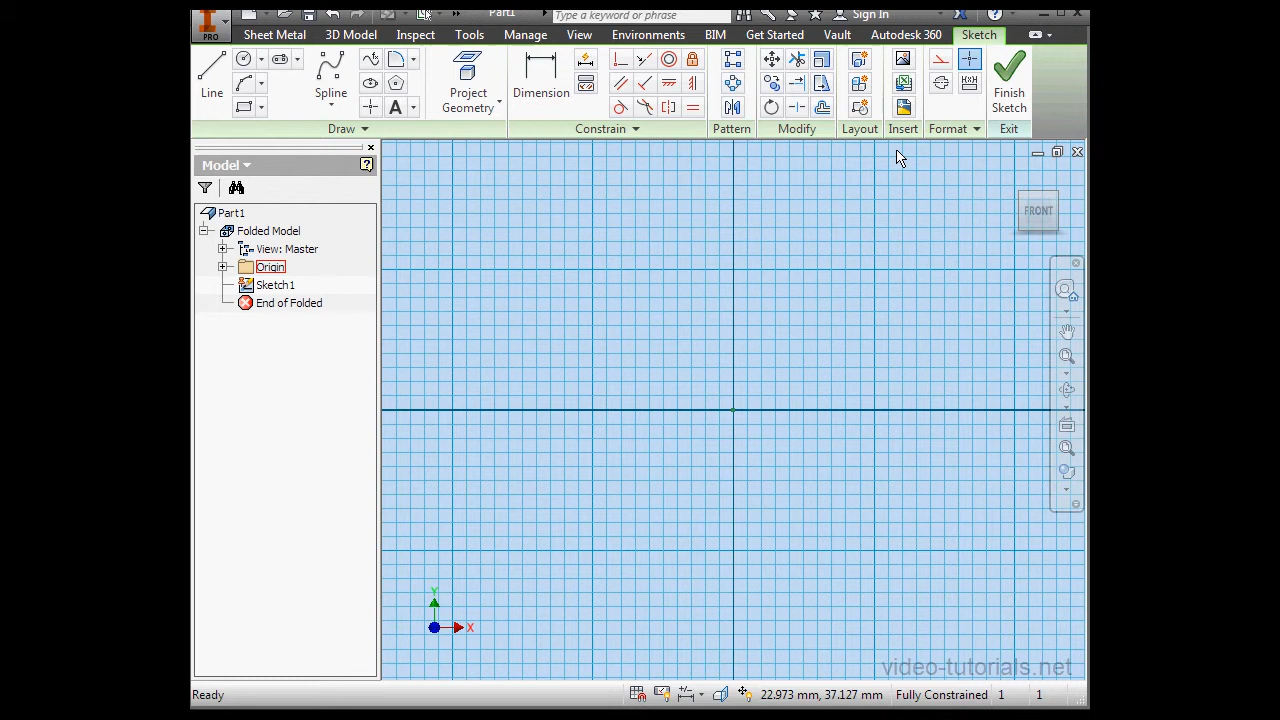 Part1 Type a keyword or phrase Sign In
PRO Sheet Metal 3D Model Inspect Tools Manage View Environments BIM Get Started Vault Autodesk 360 Sketch
Line Spline Project Geometry Dimension Finish Sketch
Draw Constrain Pattern Modify Layout Insert Format Exit
Model
Part1
Folded Model
View: Master
Origin
Sketch1
End of Folded
FRONT
Y
X
video-tutorials.net
Ready 22.973 mm, 37.127 mm Fully Constrained 1 1